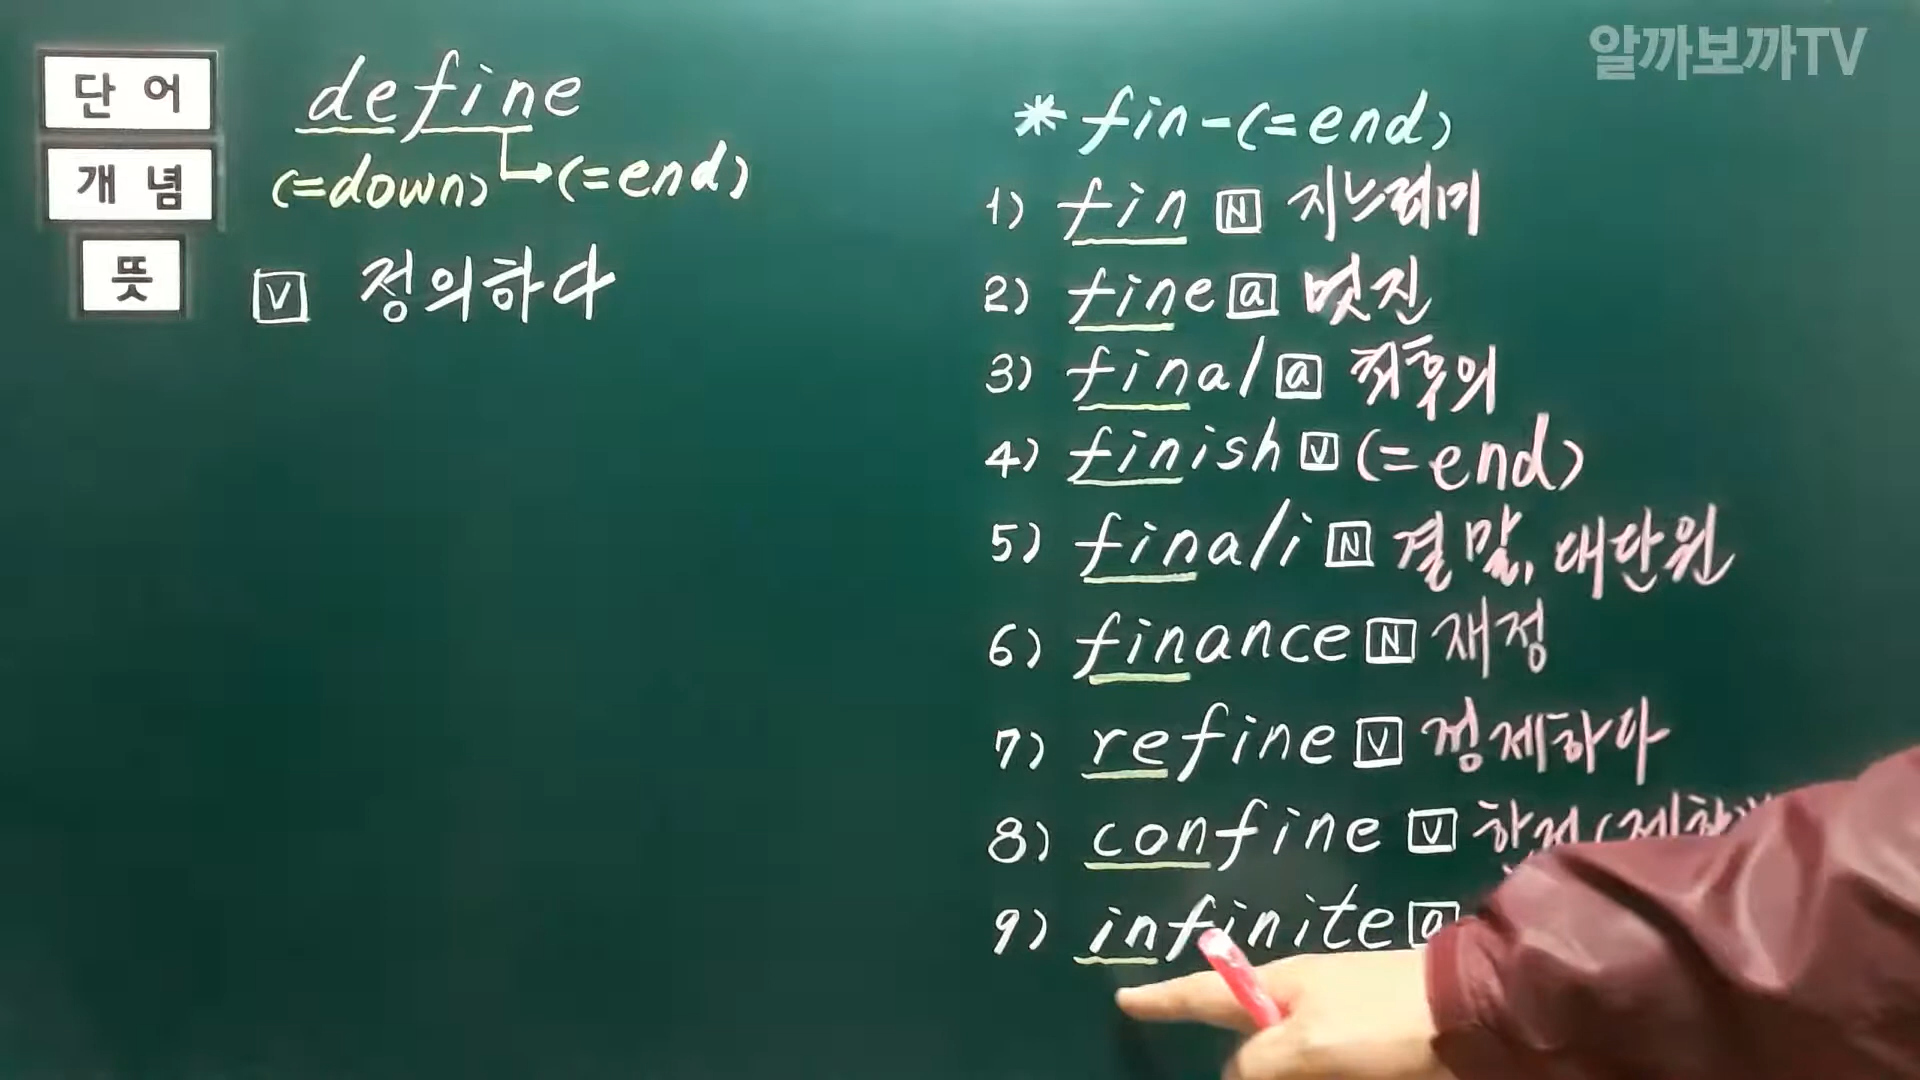 알까보까TV
단어
define
개념
(=down) (=end)
뜻
V 정의하다
* fin-(=end)
1) fin N 지느러미
2) fine a 멋진
3) final a 최후의
4) finish V (=end)
5) finali N 결말, 대단원
6) finance N 재정
7) refine V 정제하다
8) confine V
9) infinite a